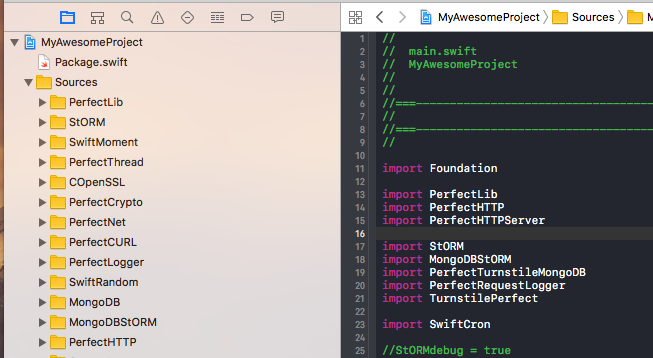 MyAwesomeProject
Package.swift
Sources
PerfectLib
StORM
SwiftMoment
PerfectThread
COpenSSL
PerfectCrypto
PerfectNet
PerfectCURL
PerfectLogger
SwiftRandom
MongoDB
MongoDBStORM
PerfectHTTP
MyAwesomeProject Sources
1 //
2 // main.swift
3 // MyAwesomeProject
4 //
5 //
6 //===----------------------------------
7 //
8 //===----------------------------------
9 //
10
11 import Foundation
12
13 import PerfectLib
14 import PerfectHTTP
15 import PerfectHTTPServer
16
17 import StORM
18 import MongoDBStORM
19 import PerfectTurnstileMongoDB
20 import PerfectRequestLogger
21 import TurnstilePerfect
22
23 import SwiftCron
24
25 //StORMdebug = true